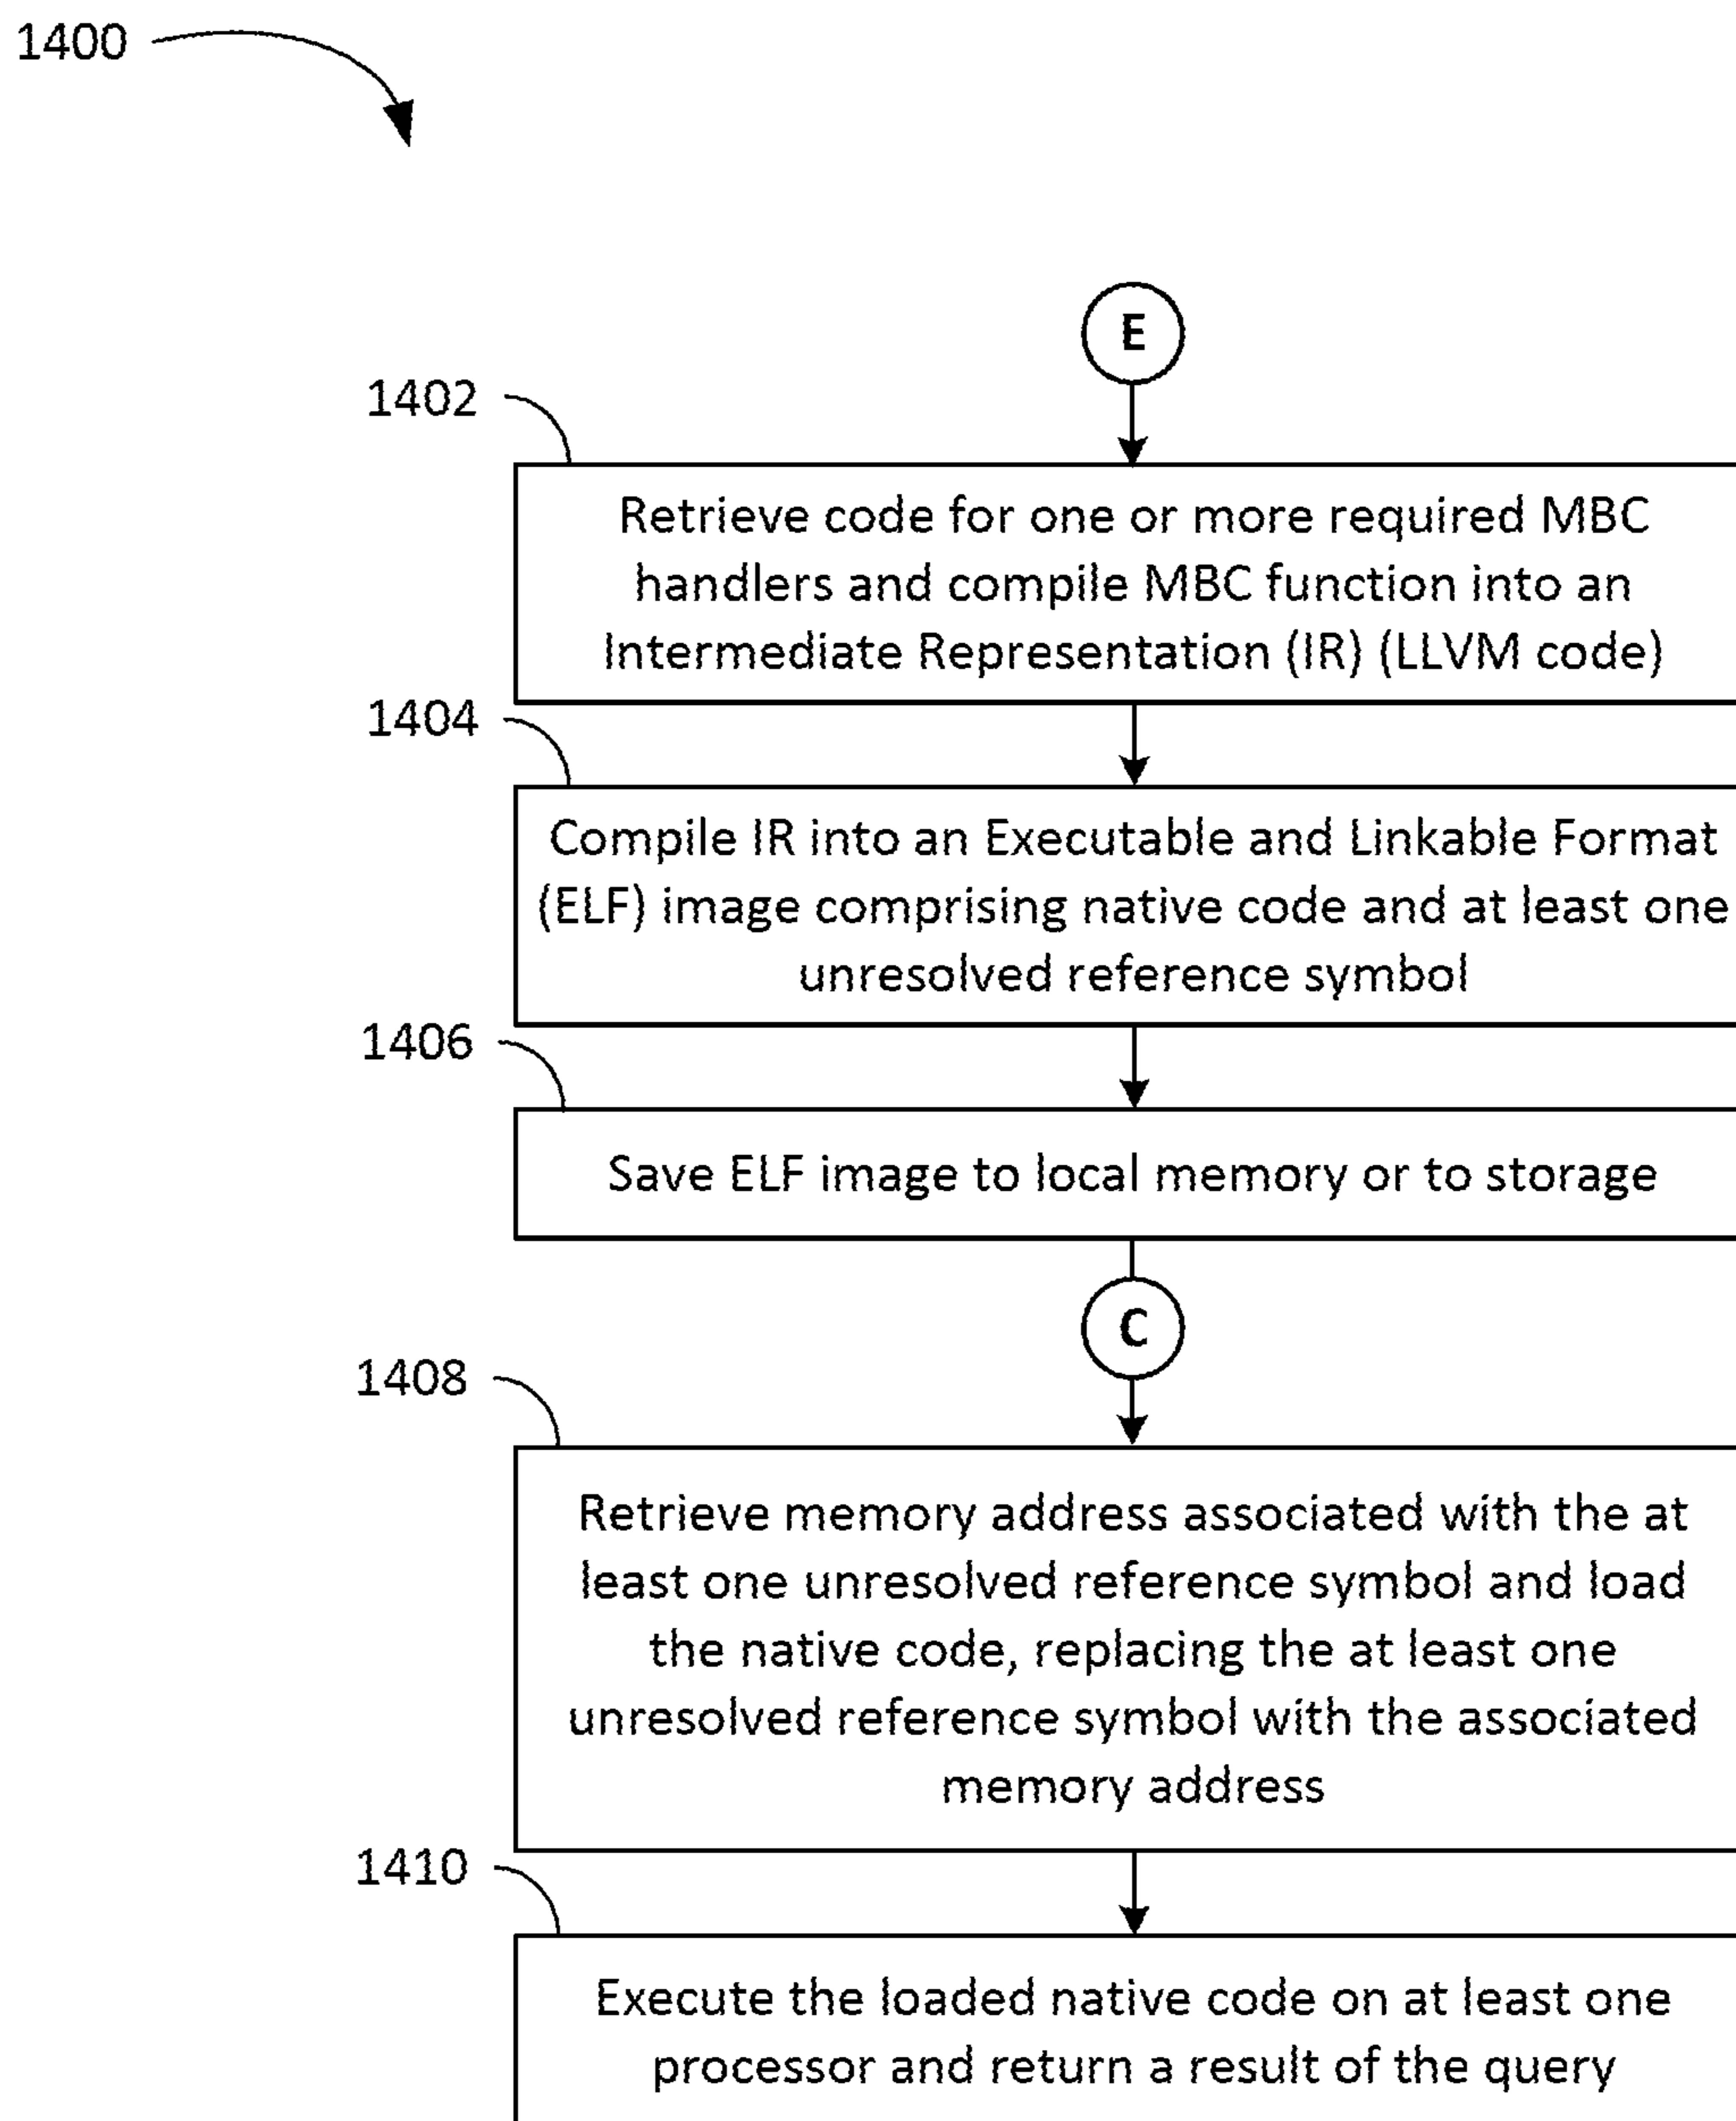 1400
E
1402
Retrieve code for one or more required MBC
handlers and compile MBC function into an
Intermediate Representation (IR) (LLVM code)
1404
Compile IR into an Executable and Linkable Format
(ELF) image comprising native code and at least one
unresolved reference symbol
1406
Save ELF image to local memory or to storage
C
1408
Retrieve memory address associated with the at
least one unresolved reference symbol and load
the native code, replacing the at least one
unresolved reference symbol with the associated
memory address
1410
Execute the loaded native code on at least one
processor and return a result of the query